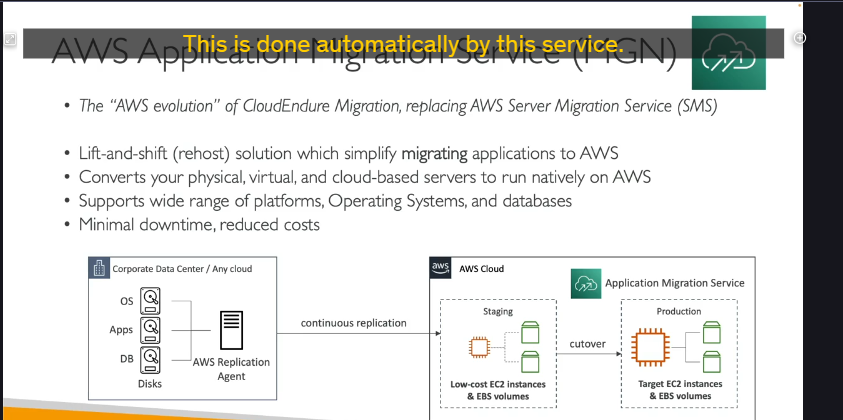 This is done automatically by this service.
AWS Application Migration Service (MGN)
• The “AWS evolution” of CloudEndure Migration, replacing AWS Server Migration Service (SMS)
• Lift-and-shift (rehost) solution which simplify migrating applications to AWS
• Converts your physical, virtual, and cloud-based servers to run natively on AWS
• Supports wide range of platforms, Operating Systems, and databases
• Minimal downtime, reduced costs
Corporate Data Center / Any cloud
OS
Apps
DB
Disks
AWS Replication
Agent
continuous replication
aws
AWS Cloud
Application Migration Service
Staging
Low-cost EC2 instances
& EBS volumes
cutover
Production
Target EC2 instances
& EBS volumes